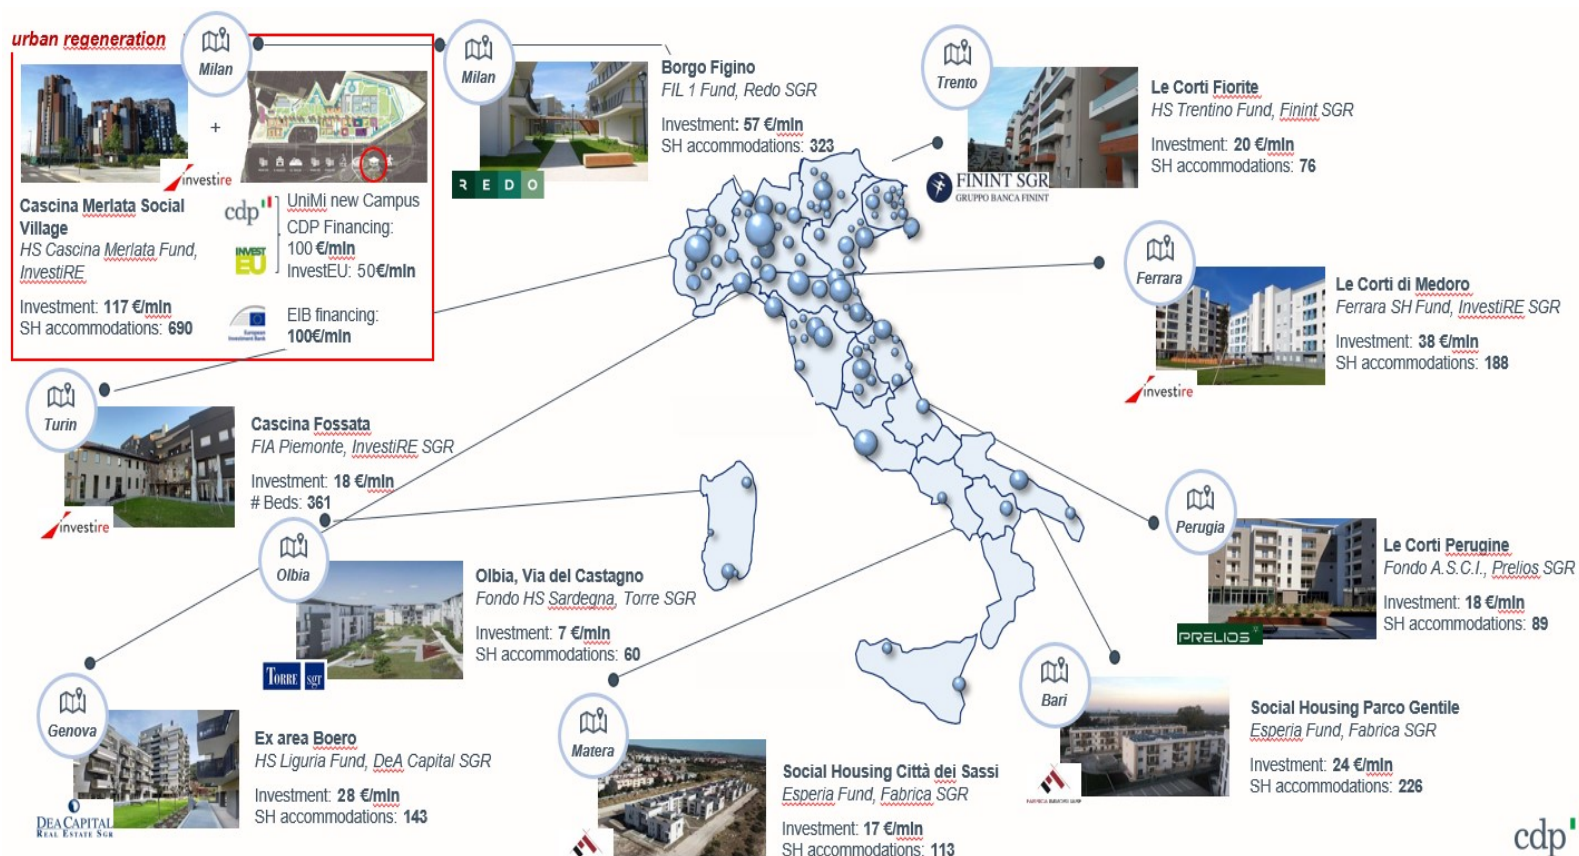 urban regeneration
Milan
+
investire
Cascina Merlata Social
Village
HS Cascina Merlata Fund,
InvestiRE
Investment: 117 €/mln
SH accommodations: 690
cdp
INVEST
EU
UniMi new Campus
CDP Financing:
100 €/mln
InvestEU: 50€/mln
European
Investment Bank
EIB financing:
100€/mln
Milan
REDO
Borgo Figino
FIL 1 Fund, Redo SGR
Investment: 57 €/mln
SH accommodations: 323
Trento
FININT SGR
GRUPPO BANCA FININT
Le Corti Fiorite
HS Trentino Fund, Finint SGR
Investment: 20 €/mln
SH accommodations: 76
Ferrara
investire
Le Corti di Medoro
Ferrara SH Fund, InvestiRE SGR
Investment: 38 €/mln
SH accommodations: 188
Turin
investire
Cascina Fossata
FIA Piemonte, InvestiRE SGR
Investment: 18 €/mln
# Beds: 361
Olbia
TORRE sgr
Olbia, Via del Castagno
Fondo HS Sardegna, Torre SGR
Investment: 7 €/mln
SH accommodations: 60
Perugia
PRELIOS
Le Corti Perugine
Fondo A.S.C.I., Prelios SGR
Investment: 18 €/mln
SH accommodations: 89
Genova
DEA CAPITAL
REAL ESTATE SGR
Ex area Boero
HS Liguria Fund, DeA Capital SGR
Investment: 28 €/mln
SH accommodations: 143
Matera
Social Housing Città dei Sassi
Esperia Fund, Fabrica SGR
Investment: 17 €/mln
SH accommodations: 113
Bari
Social Housing Parco Gentile
Esperia Fund, Fabrica SGR
Investment: 24 €/mln
SH accommodations: 226
cdp